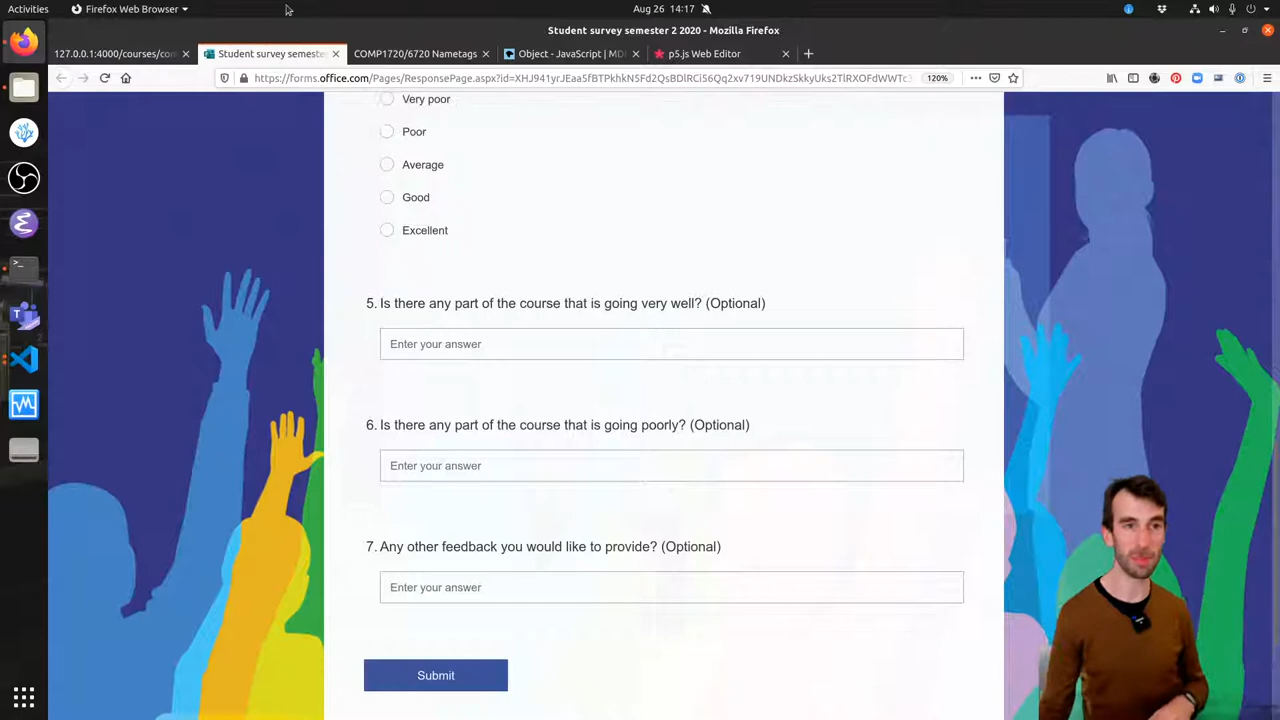 Activities
Firefox Web Browser
Aug 26 14:17
Student survey semester 2 2020 - Mozilla Firefox
127.0.0.1:4000/courses/com
Student survey semeste
COMP1720/6720 Nametags
Object - JavaScript | MD
p5.js Web Editor
120%
Very poor
Poor
Average
Good
Excellent
5. Is there any part of the course that is going very well? (Optional)
Enter your answer
6. Is there any part of the course that is going poorly? (Optional)
Enter your answer
7. Any other feedback you would like to provide? (Optional)
Enter your answer
Submit